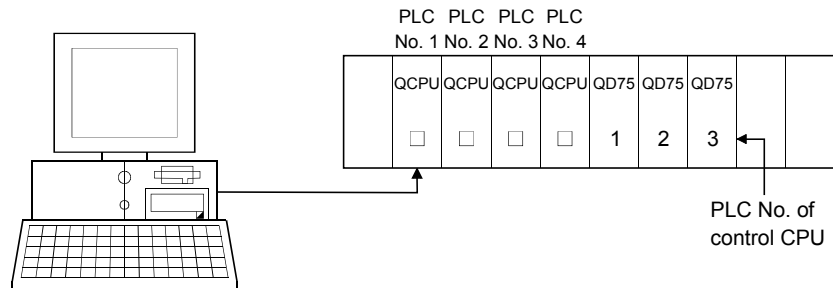 PLC PLC PLC PLC
No. 1 No. 2 No. 3 No. 4
QCPU QCPU QCPU QCPU QD75 QD75 QD75
1 2 3
PLC No. of
control CPU